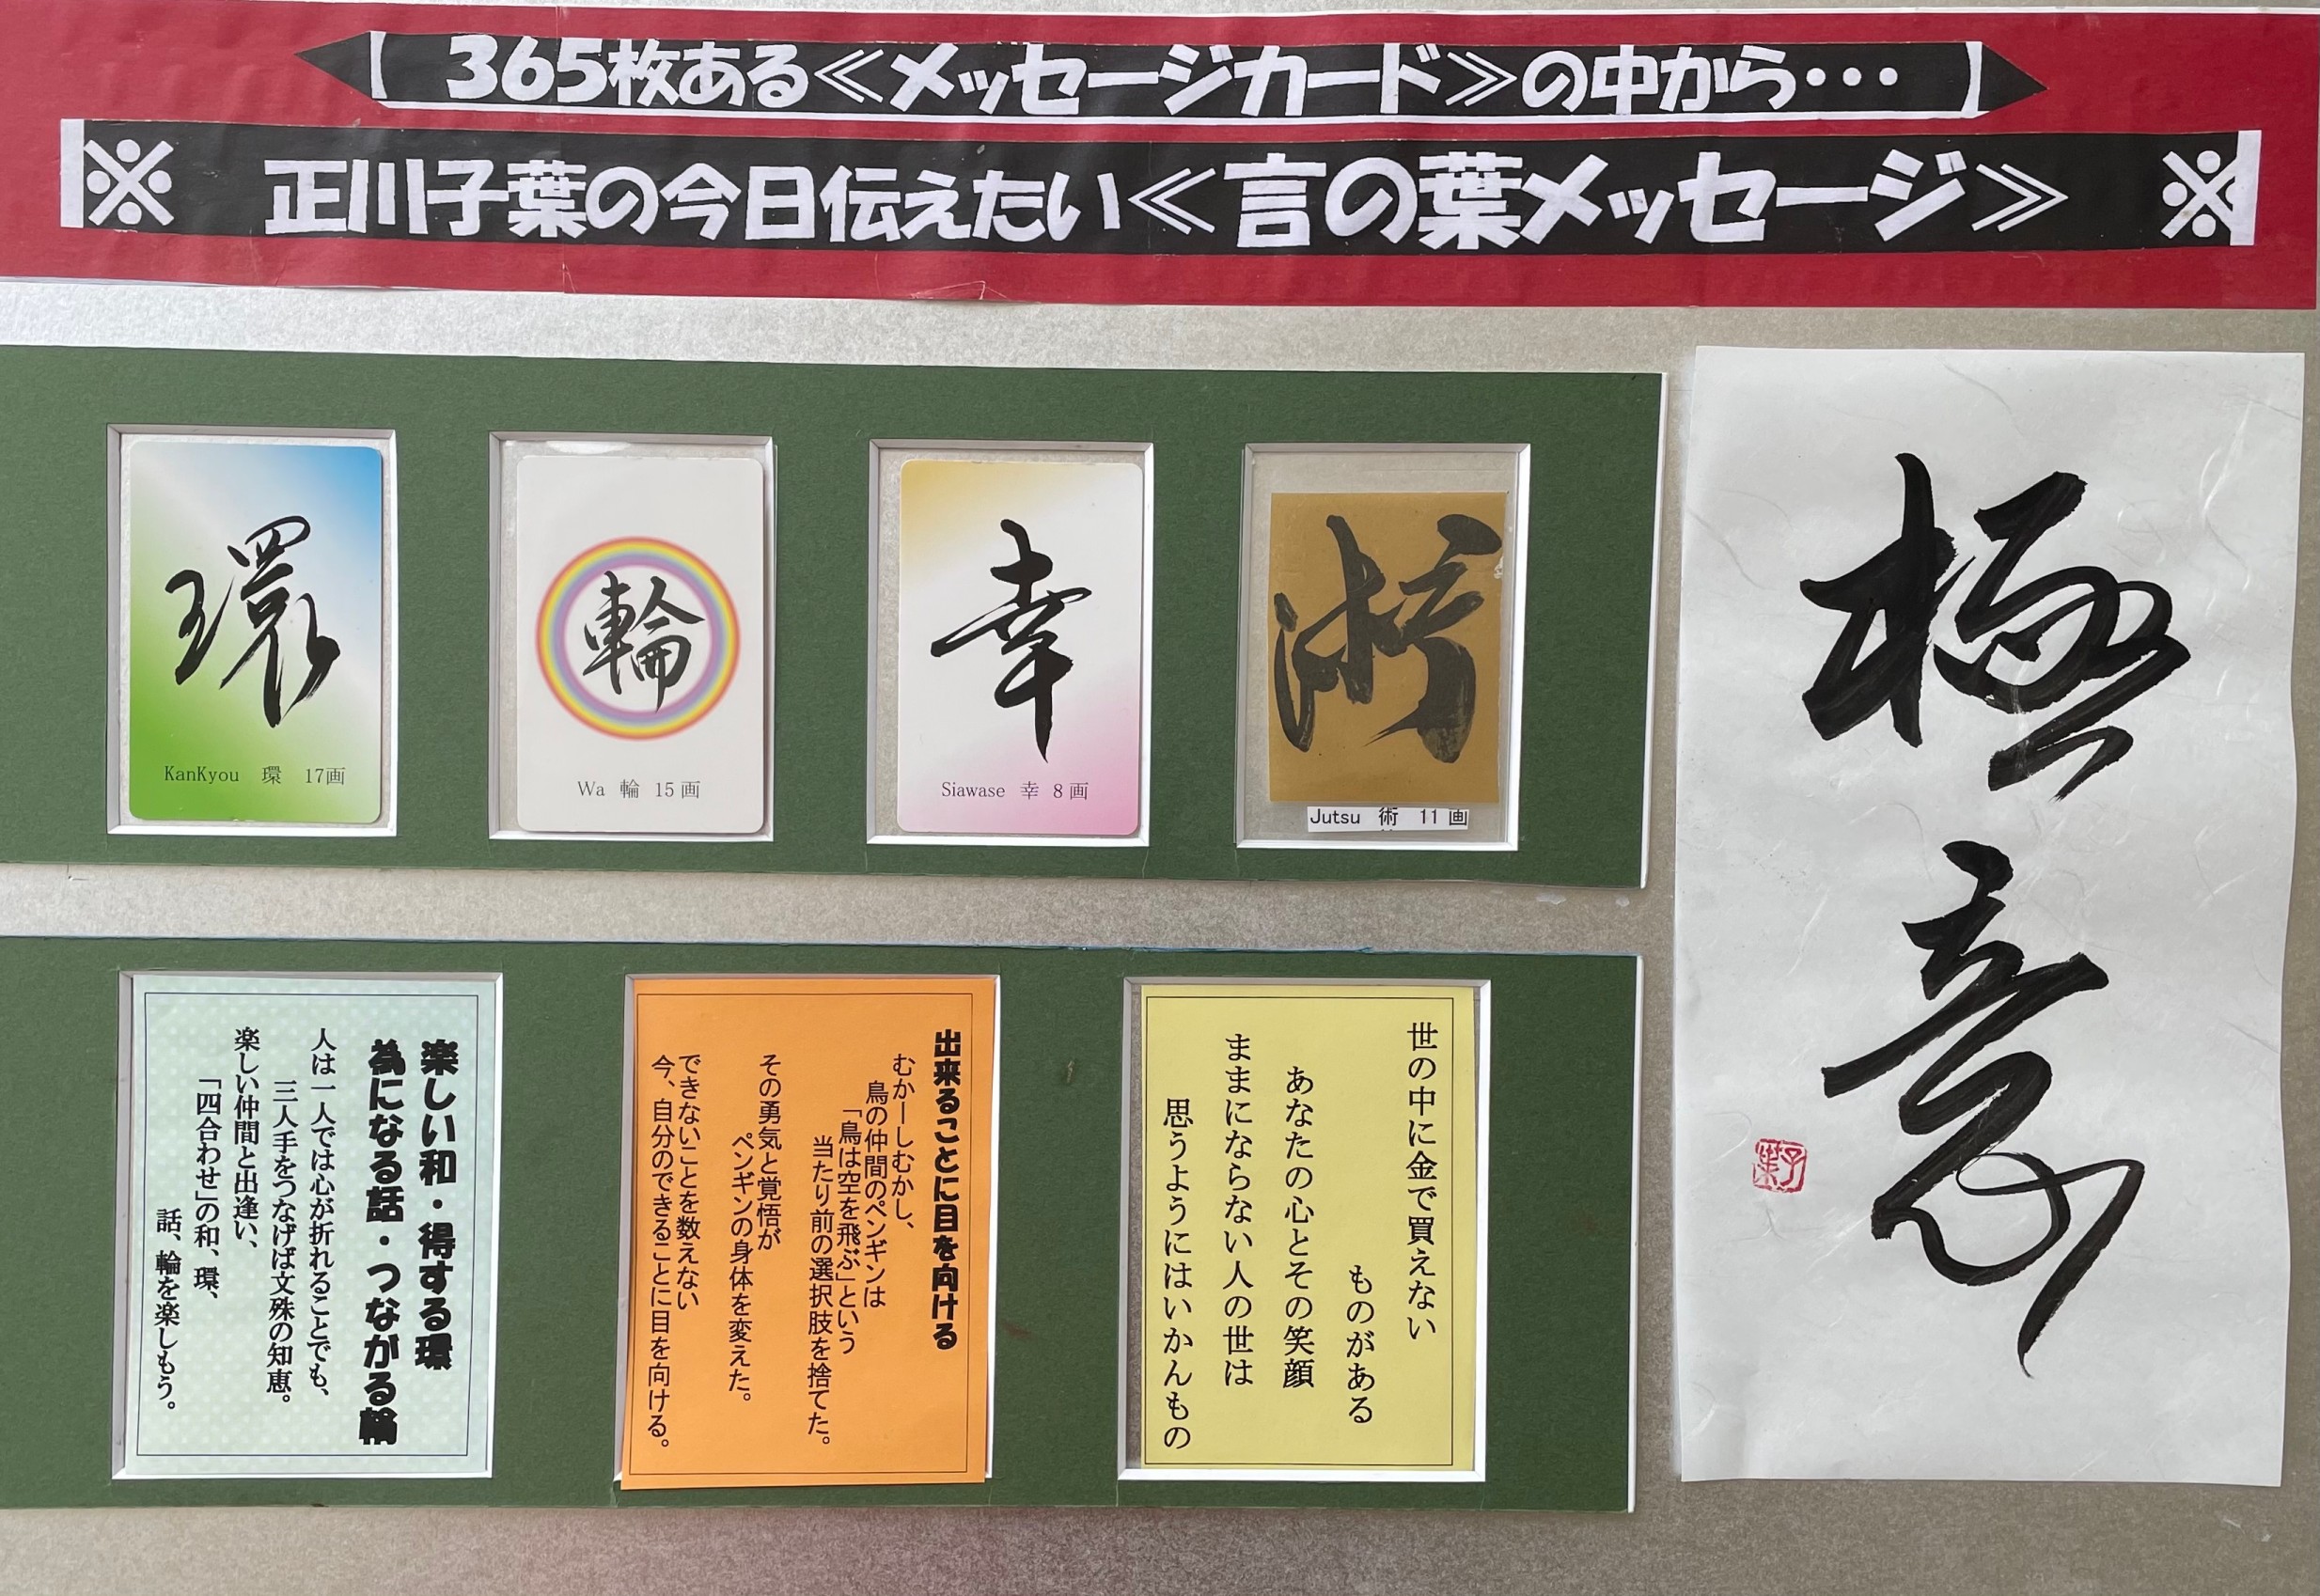 【 365枚ある≪メッセージカード≫の中から・・・ 】
※ 正川子葉の今日伝えたい≪言の葉メッセージ≫ ※
環
KanKyou 環 17画
輪
Wa 輪 15画
幸
Siawase 幸 8画
術
Jutsu 術 11画
極意
子葉
世の中に金で買えない
ものがある
あなたの心とその笑顔
ままにならない人の世は
思うようにはいかんもの
出来ることに目を向ける
むかーしむかし、
鳥の仲間のペンギンは
「鳥は空を飛ぶ」という
当たり前の選択肢を捨てた。
その勇気と覚悟が
ペンギンの身体を変えた。
できないことを数えない
今、自分のできることに目を向ける。
楽しい和・得する環
為になる話・つながる輪
人は一人では心が折れることでも、
三人手をつなげば文殊の知恵。
楽しい仲間と出逢い、
「四合わせ」の和、環、
話、輪を楽しもう。